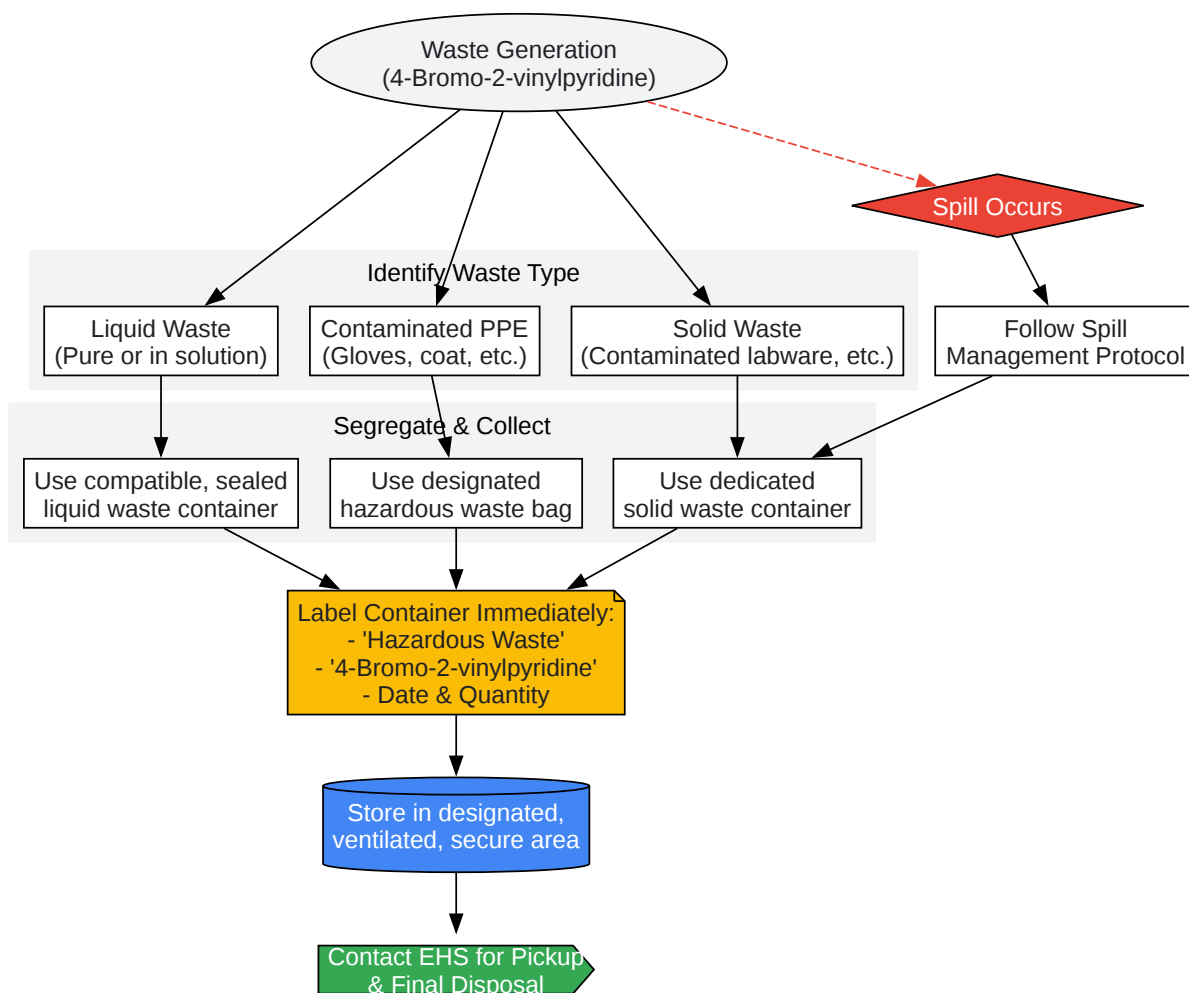 Waste Generation
(4-Bromo-2-vinylpyridine)
Spill Occurs
Identify Waste Type
Liquid Waste
(Pure or in solution)
Contaminated PPE
(Gloves, coat, etc.)
Solid Waste
(Contaminated labware, etc.)
Follow Spill
Management Protocol
Segregate & Collect
Use compatible, sealed
liquid waste container
Use designated
hazardous waste bag
Use dedicated
solid waste container
Label Container Immediately:
- 'Hazardous Waste'
- '4-Bromo-2-vinylpyridine'
- Date & Quantity
Store in designated,
ventilated, secure area
Contact EHS for Pickup
& Final Disposal